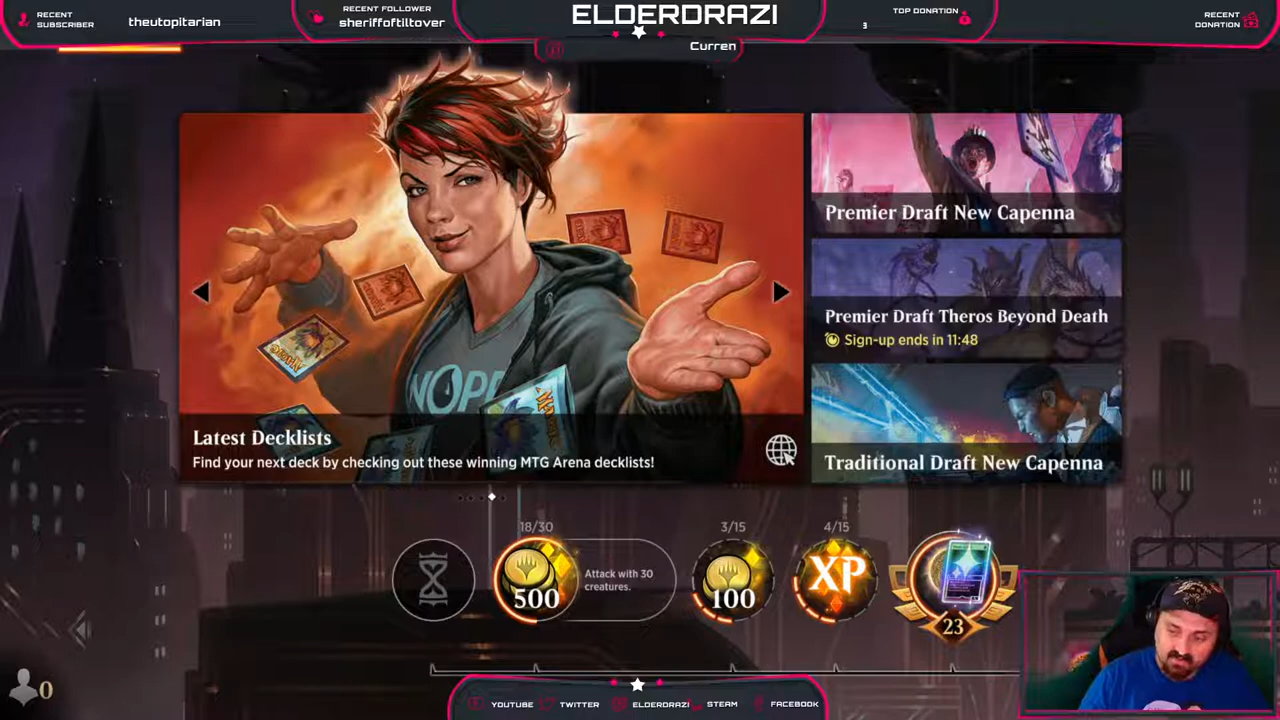 RECENT
SUBSCRIBER
theutopitarian
RECENT FOLLOWER
sheriffoftiltover
ELDERDRAZI
TOP DONATION
3
RECENT
DONATION
Curren
NOPE
Premier Draft New Capenna
Premier Draft Theros Beyond Death
Sign-up ends in 11:48
Latest Decklists
Find your next deck by checking out these winning MTG Arena decklists!
Traditional Draft New Capenna
18/30
500
Attack with 30
creatures.
3/15
100
4/15
XP
23
0
YOUTUBE
TWITTER
ELDERDRAZI
STEAM
FACEBOOK